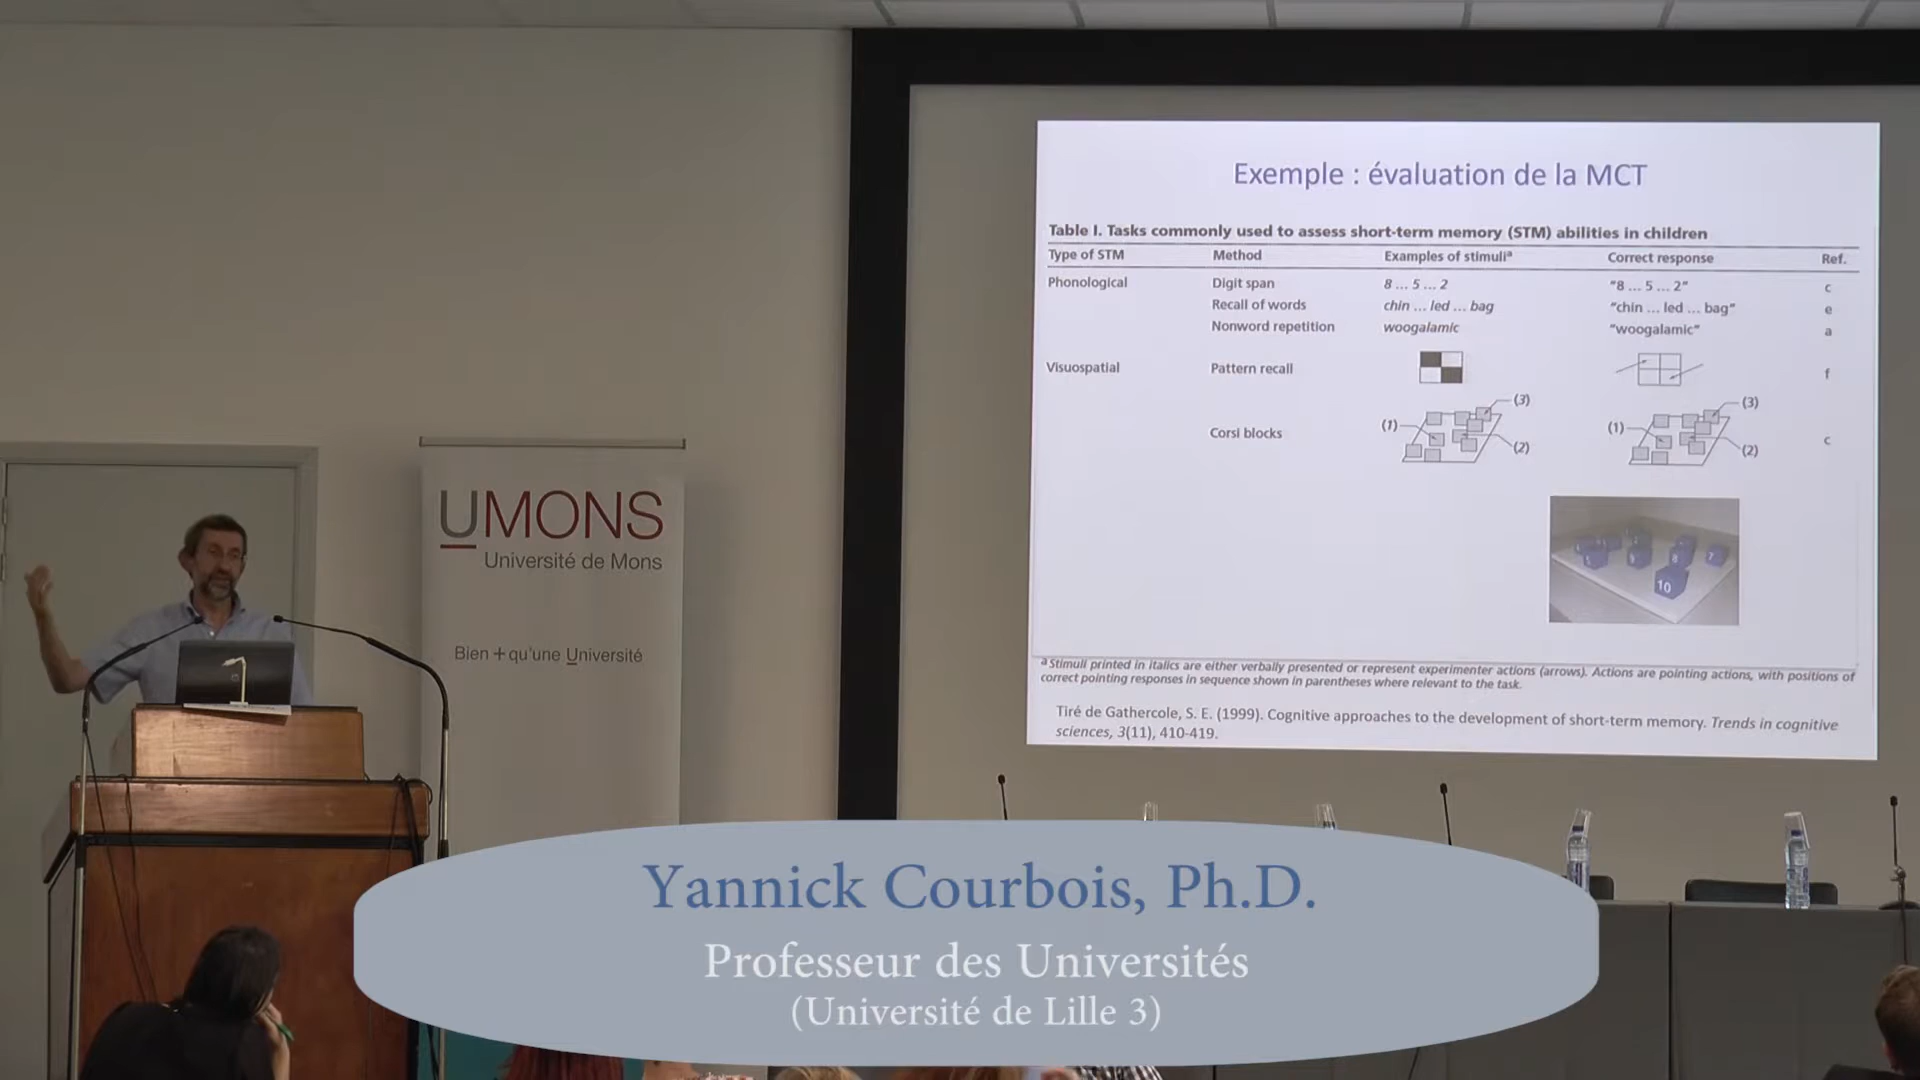 Exemple : évaluation de la MCT
Table I. Tasks commonly used to assess short-term memory (STM) abilities in children
Type of STM Method Examples of stimuliª Correct response Ref.
Phonological Digit span 8 ... 5 ... 2 "8 ... 5 ... 2" c
Recall of words chin ... led ... bag "chin ... led ... bag" e
Nonword repetition woogalamic "woogalamic" a
Visuospatial Pattern recall f
Corsi blocks (1) (2) (3) (1) (2) (3) c
10
ª Stimuli printed in italics are either verbally presented or represent experimenter actions (arrows). Actions are pointing actions, with positions of
correct pointing responses in sequence shown in parentheses where relevant to the task.
Tiré de Gathercole, S. E. (1999). Cognitive approaches to the development of short-term memory. Trends in cognitive
sciences, 3(11), 410-419.
UMONS
Université de Mons
Bien + qu'une Université
Yannick Courbois, Ph.D.
Professeur des Universités
(Université de Lille 3)